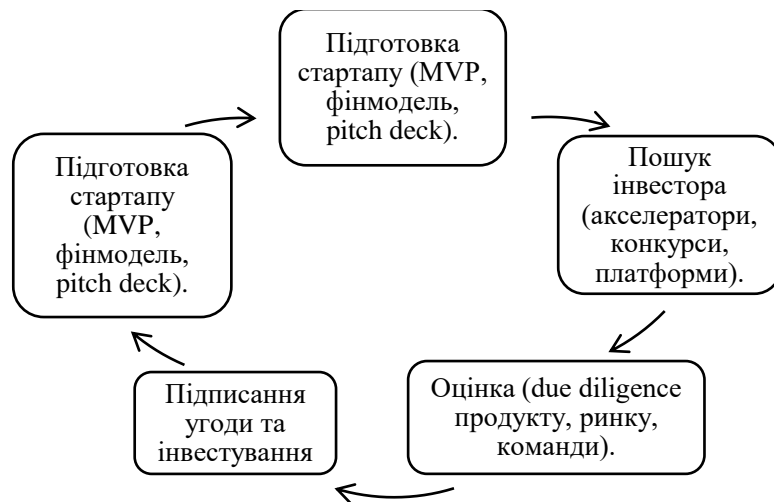 Підготовка
стартапу (MVP,
фінмодель,
pitch deck).
Пошук
інвестора
(акселератори,
конкурси,
платформи).
Оцінка (due diligence
продукту, ринку,
команди).
Підписання
угоди та
інвестування
Підготовка
стартапу
(MVP,
фінмодель,
pitch deck).